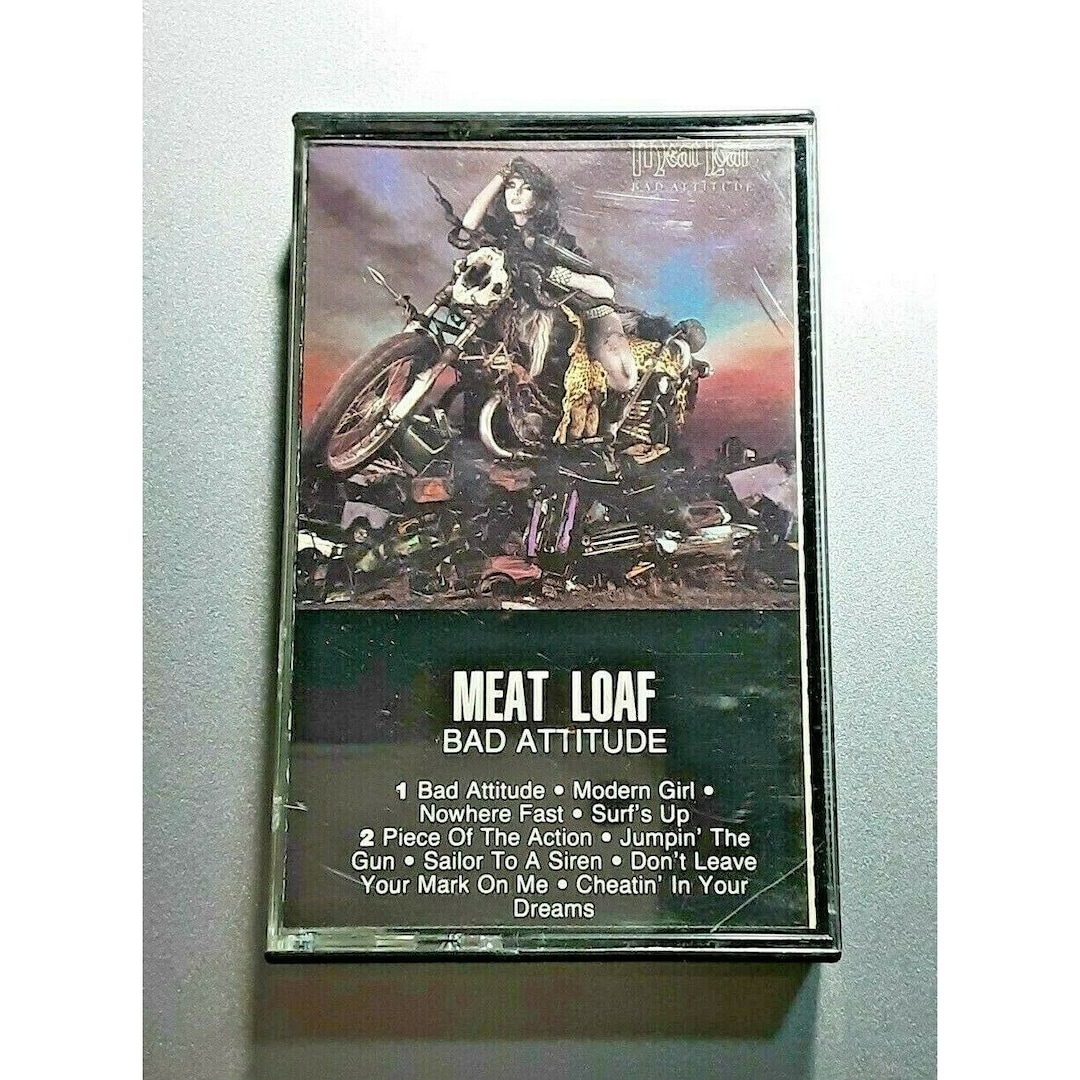 Meat Loaf
BAD ATTITUDE
MEAT LOAF
BAD ATTITUDE
1 Bad Attitude • Modern Girl •
Nowhere Fast • Surf's Up
2 Piece Of The Action • Jumpin' The
Gun • Sailor To A Siren • Don't Leave
Your Mark On Me • Cheatin' In Your
Dreams